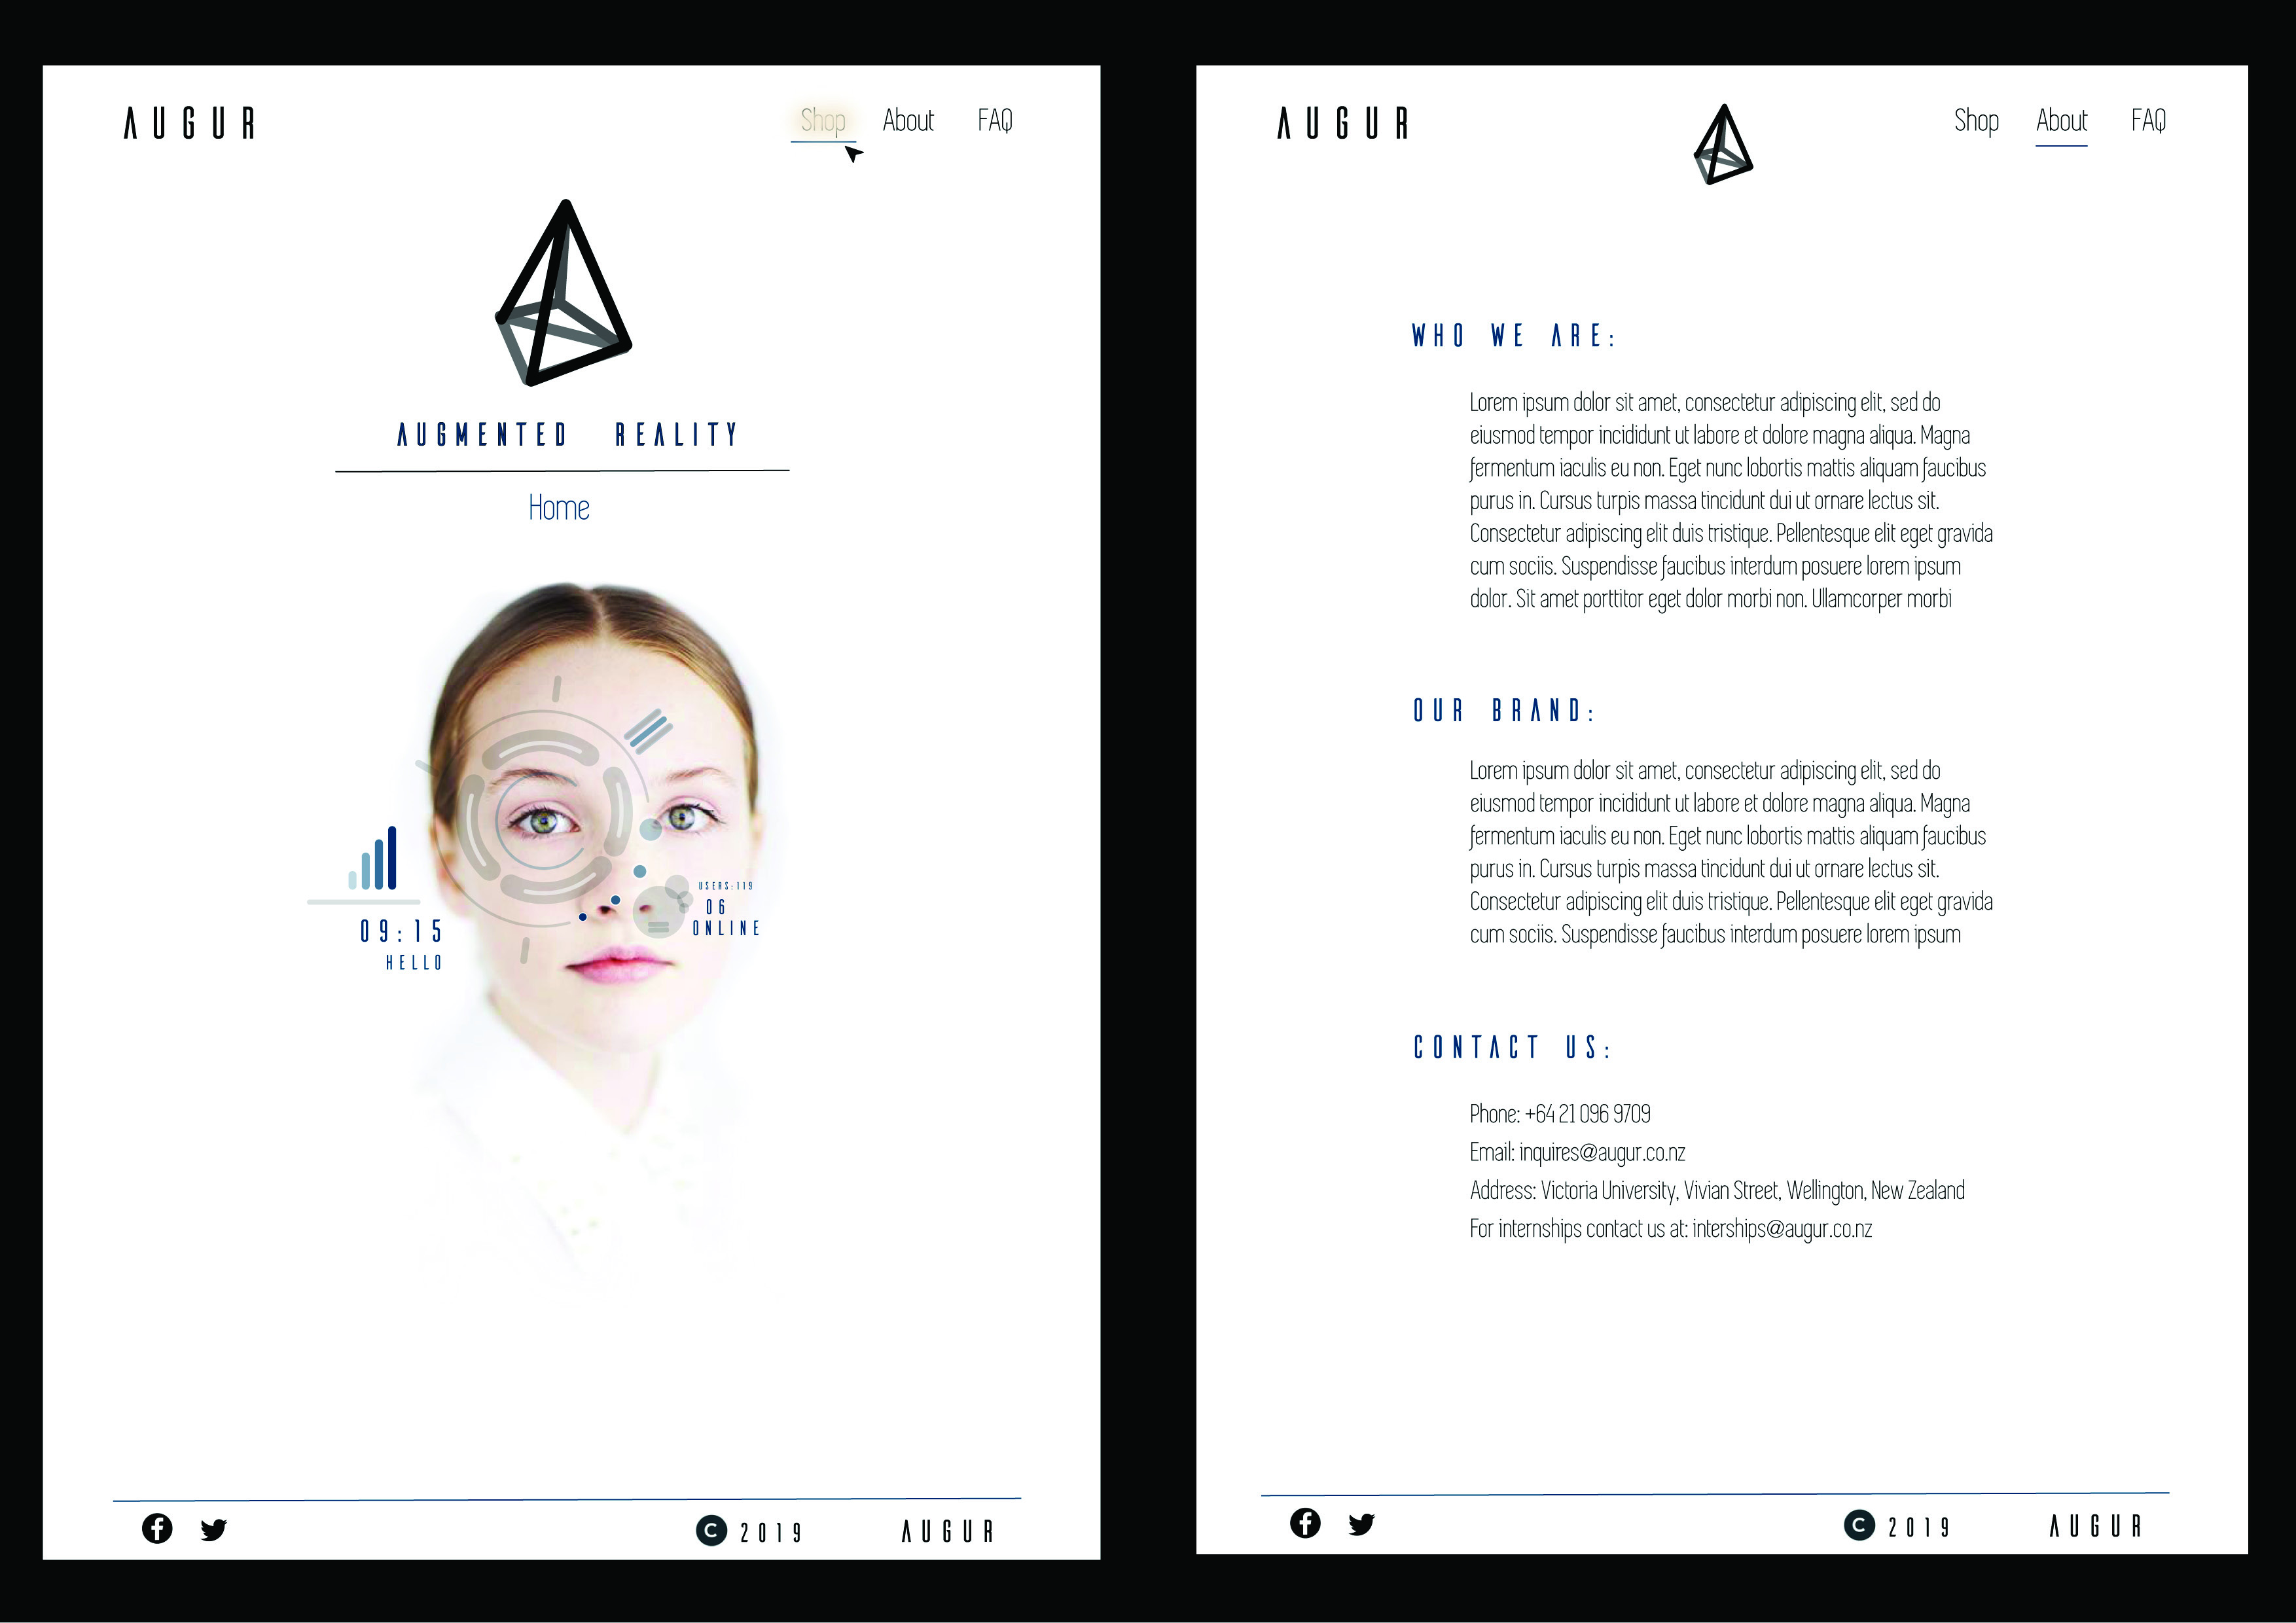 AUGUR
Shop About FAQ
AUGMENTED REALITY
Home
USERS:119
06
ONLINE
09:15
HELLO
C 2019 AUGUR
AUGUR
Shop About FAQ
WHO WE ARE:
Lorem ipsum dolor sit amet, consectetur adipiscing elit, sed do
eiusmod tempor incididunt ut labore et dolore magna aliqua. Magna
fermentum iaculis eu non. Eget nunc lobortis mattis aliquam faucibus
purus in. Cursus turpis massa tincidunt dui ut ornare lectus sit.
Consectetur adipiscing elit duis tristique. Pellentesque elit eget gravida
cum sociis. Suspendisse faucibus interdum posuere lorem ipsum
dolor. Sit amet porttitor eget dolor morbi non. Ullamcorper morbi
OUR BRAND:
Lorem ipsum dolor sit amet, consectetur adipiscing elit, sed do
eiusmod tempor incididunt ut labore et dolore magna aliqua. Magna
fermentum iaculis eu non. Eget nunc lobortis mattis aliquam faucibus
purus in. Cursus turpis massa tincidunt dui ut ornare lectus sit.
Consectetur adipiscing elit duis tristique. Pellentesque elit eget gravida
cum sociis. Suspendisse faucibus interdum posuere lorem ipsum
CONTACT US:
Phone: +64 21 096 9709
Email: inquires@augur.co.nz
Address: Victoria University, Vivian Street, Wellington, New Zealand
For internships contact us at: interships@augur.co.nz
C 2019 AUGUR